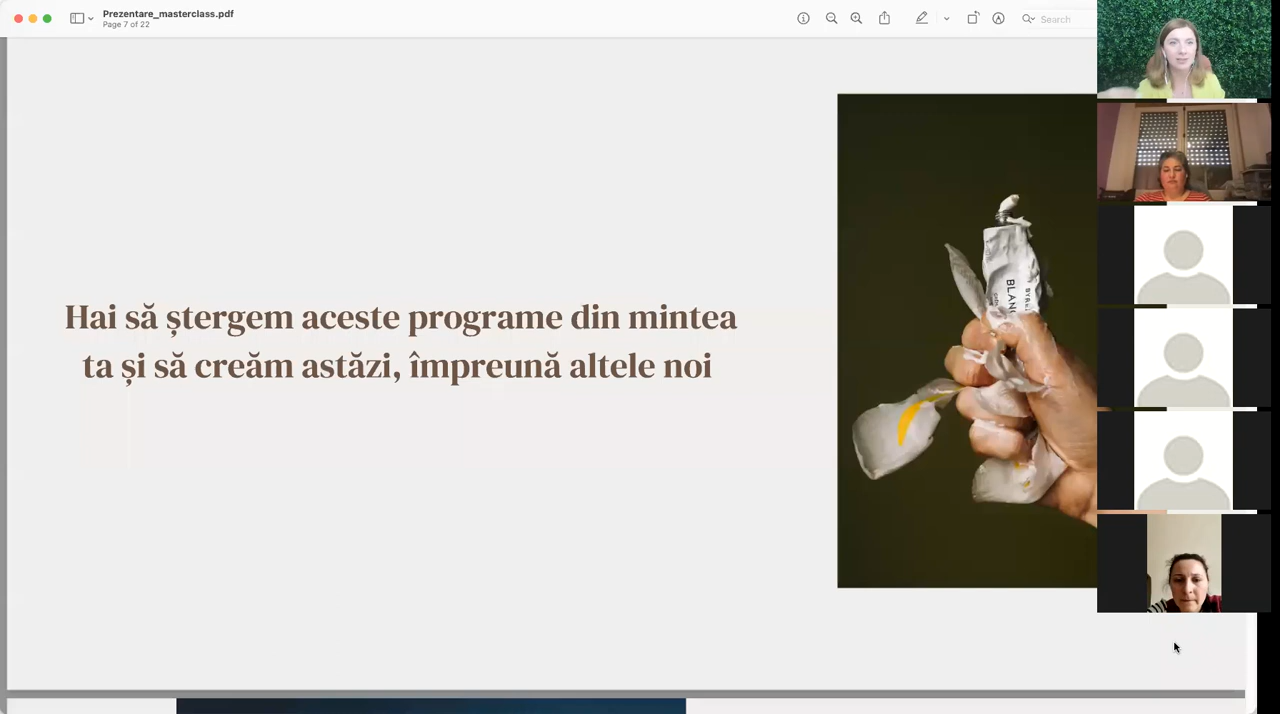 Prezentare_masterclass.pdf
Page 7 of 22
Search
Hai să ștergem aceste programe din mintea
ta și să creăm astăzi, împreună altele noi